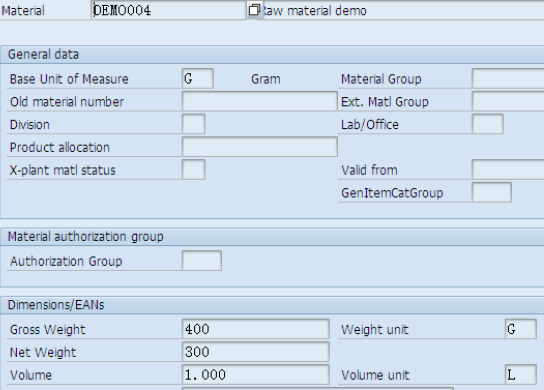 Material DEMO004 Raw material demo
General data
Base Unit of Measure G Gram Material Group
Old material number Ext. Matl Group
Division Lab/Office
Product allocation
X-plant matl status Valid from
GenItemCatGroup
Material authorization group
Authorization Group
Dimensions/EANs
Gross Weight 400 Weight unit G
Net Weight 300
Volume 1.000 Volume unit L